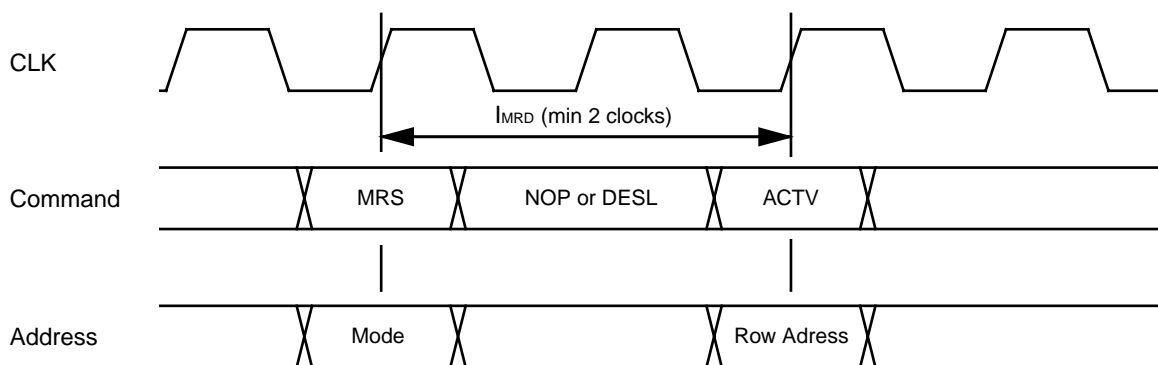 CLK
IMRD (min 2 clocks)
Command
MRS
NOP or DESL
ACTV
Address
Mode
Row Adress